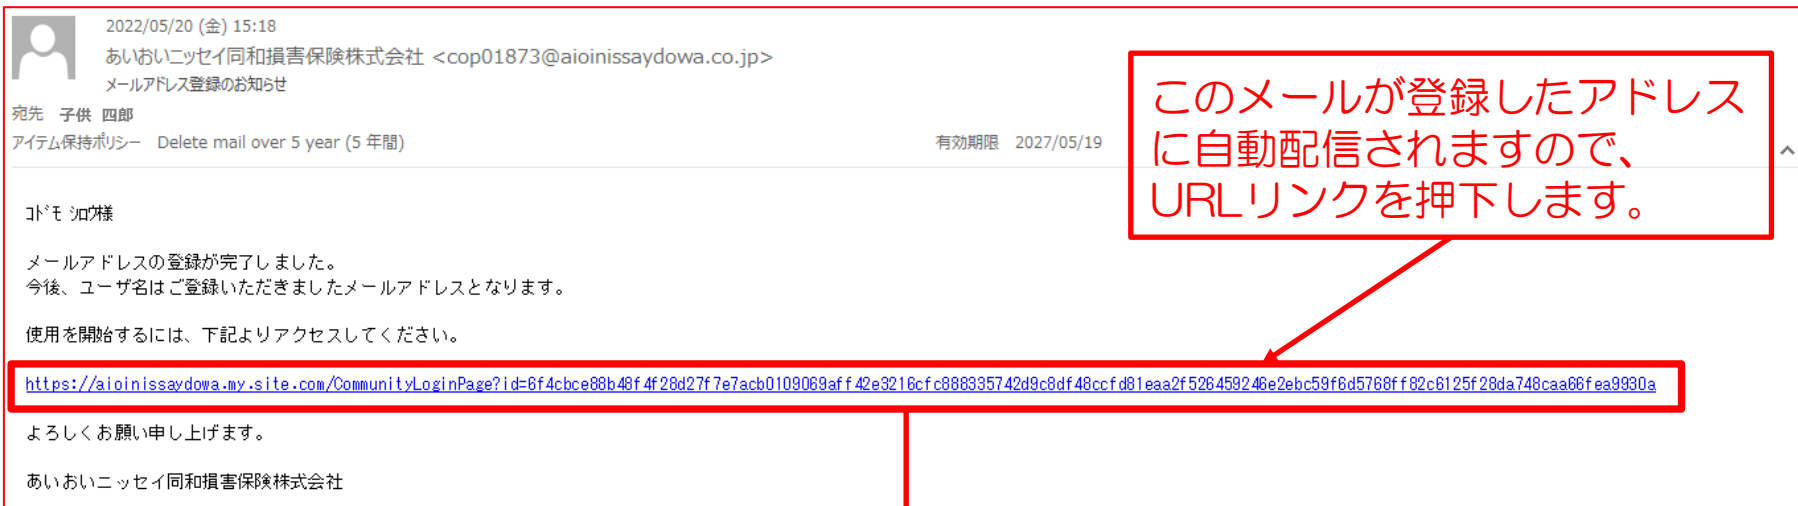 2022/05/20 (金) 15:18
あいおいニッセイ同和損害保険株式会社 <cop01873@aioinissaydowa.co.jp>
メールアドレス登録のお知らせ
宛先 子供 四郎
アイテム保持ポリシー Delete mail over 5 year (5 年間)
有効期限 2027/05/19
このメールが登録したアドレス
に自動配信されますので、
URLリンクを押下します。
ｺﾄﾞﾓ ｼﾛｳ様
メールアドレスの登録が完了しました。
今後、ユーザ名はご登録いただきましたメールアドレスとなります。
使用を開始するには、下記よりアクセスしてください。
https://aioinissaydowa.my.site.com/CommunityLoginPage?id=6f4cbce88b48f4f28d27f7e7acb0109069aff42e3216cfc888335742d9c8df48ccfd81eaa2f526459246e2ebc59f6d5768ff82c6125f28da748caa66fea9930a
よろしくお願い申し上げます。
あいおいニッセイ同和損害保険株式会社